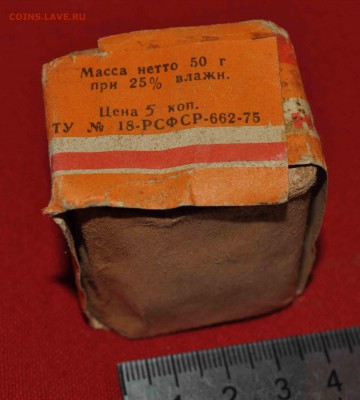 COINS.LAVE.RU
Масса нетто 50 г
при 25% влажн.
Цена 5 коп.
ТУ № 18-РСФСР-662-75
1 2 3 4